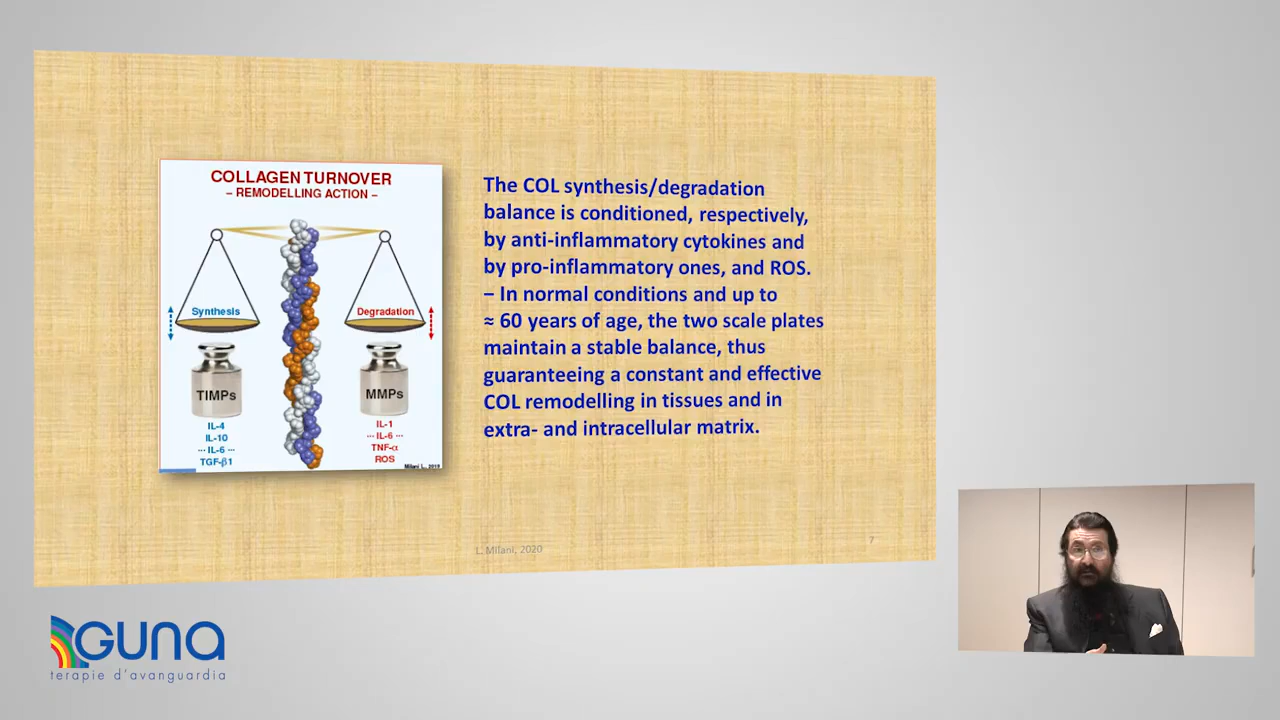 COLLAGEN TURNOVER
– REMODELLING ACTION –
Synthesis
Degradation
TIMPs
MMPs
IL-4
IL-10
··· IL-6 ···
TGF-β1
IL-1
··· IL-6 ···
TNF-α
ROS
Milani L., 2019
The COL synthesis/degradation
balance is conditioned, respectively,
by anti-inflammatory cytokines and
by pro-inflammatory ones, and ROS.
– In normal conditions and up to
≈ 60 years of age, the two scale plates
maintain a stable balance, thus
guaranteeing a constant and effective
COL remodelling in tissues and in
extra- and intracellular matrix.
L. Milani, 2020
7
GUNA
terapie d'avanguardia